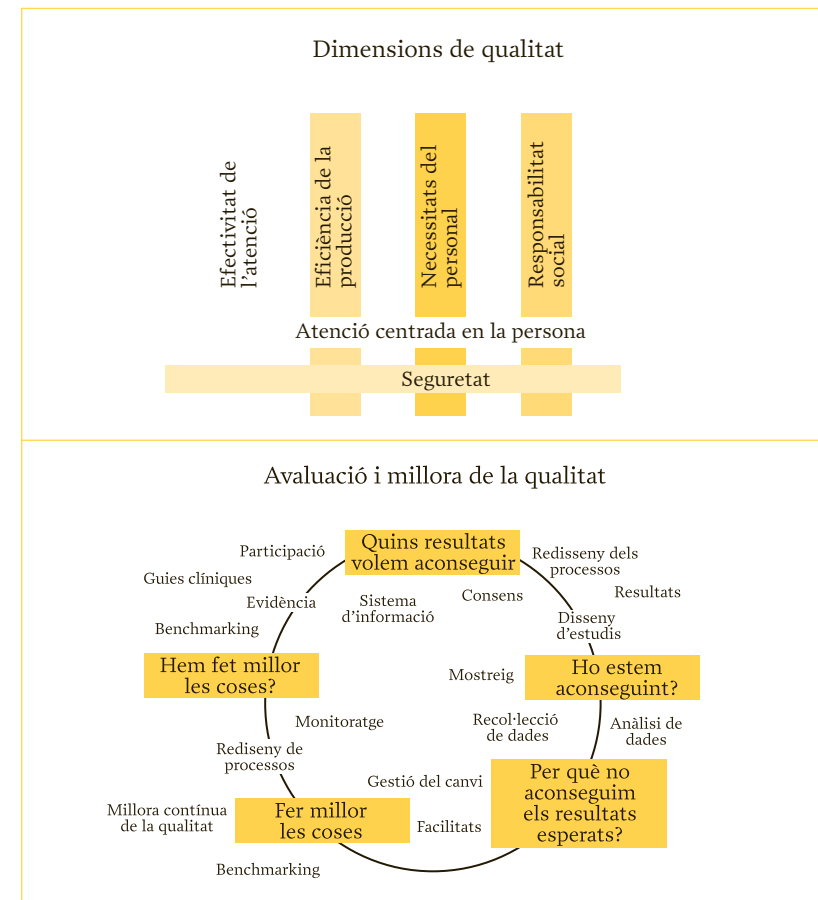 Dimensions de qualitat
Efectivitat de
l'atenció
Eficiència de la
producció
Necessitats del
personal
Responsabilitat
social
Atenció centrada en la persona
Seguretat
Avaluació i millora de la qualitat
Quins resultats
volem aconseguir
Participació
Redisseny dels
processos
Guies clíniques
Resultats
Evidència
Sistema
d'informació
Consens
Benchmarking
Disseny
d'estudis
Hem fet millor
les coses?
Mostreig
Ho estem
aconseguint?
Monitoratge
Recol·lecció
de dades
Anàlisi de
dades
Rediseny de
processos
Gestió del canvi
Per què no
aconseguim
els resultats
esperats?
Millora contínua
de la qualitat
Fer millor
les coses
Facilitats
Benchmarking